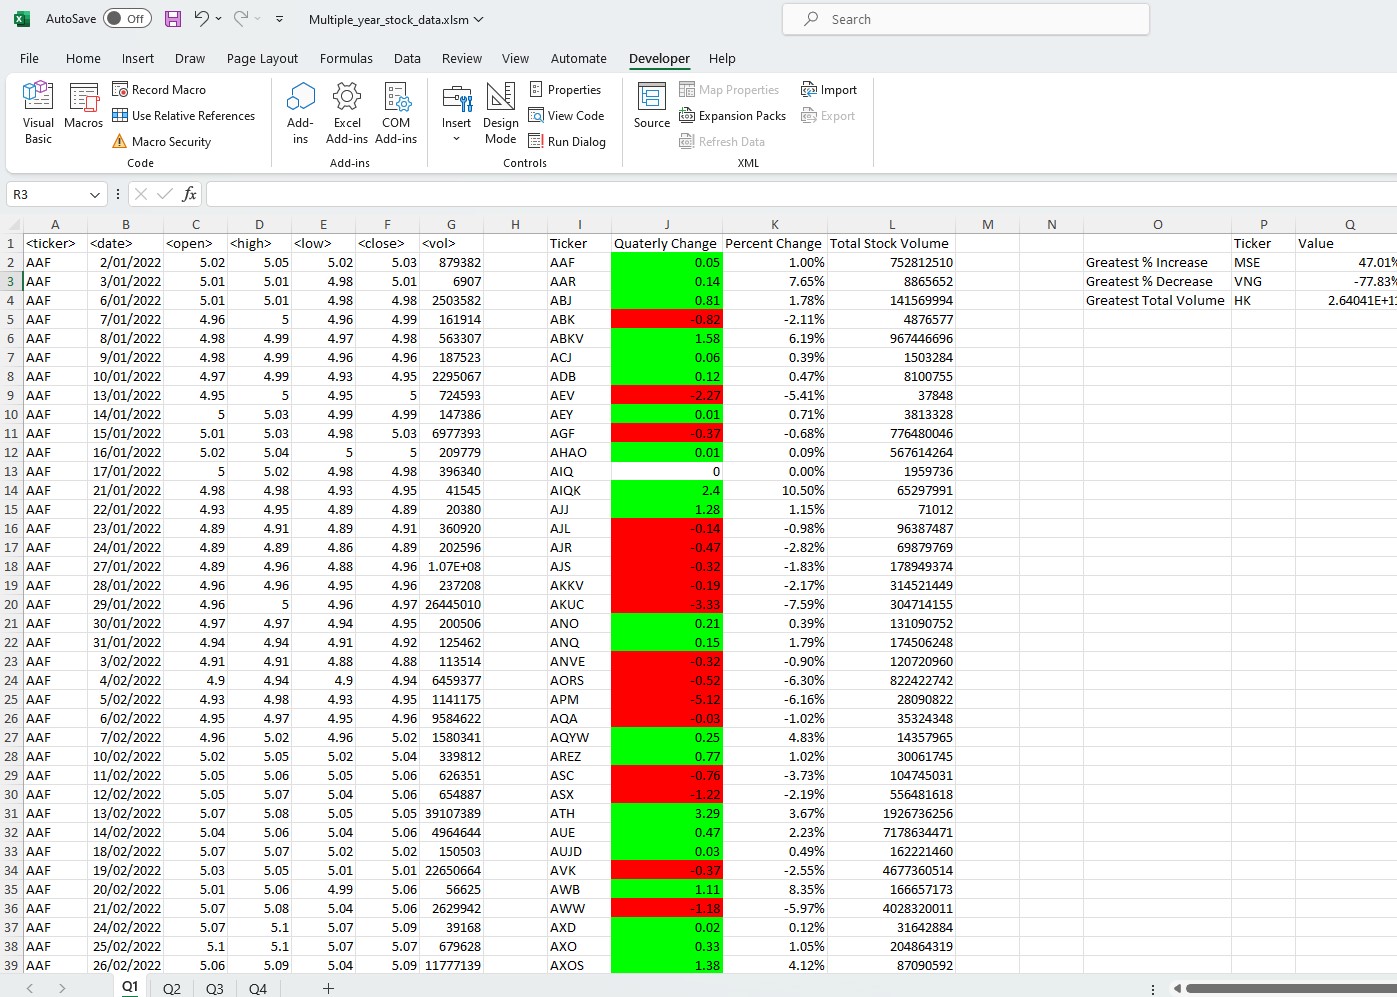 AutoSave Off Multiple_year_stock_data.xlsm Search
File Home Insert Draw Page Layout Formulas Data Review View Automate Developer Help
Visual Basic Macros Record Macro Use Relative References Macro Security Code
Add-ins Excel Add-ins COM Add-ins Add-ins
Insert Design Mode Properties View Code Run Dialog Controls
Source Map Properties Expansion Packs Refresh Data Import Export XML
R3 fx
A B C D E F G H I J K L M N O P Q
1 <ticker> <date> <open> <high> <low> <close> <vol> Ticker Quaterly Change Percent Change Total Stock Volume Ticker Value
2 AAF 2/01/2022 5.02 5.05 5.02 5.03 879382 AAF 0.05 1.00% 752812510 Greatest % Increase MSE 47.01%
3 AAF 3/01/2022 5.01 5.01 4.98 5.01 6907 AAR 0.14 7.65% 8865652 Greatest % Decrease VNG -77.83%
4 AAF 6/01/2022 5.01 5.01 4.98 4.98 2503582 ABJ 0.81 1.78% 141569994 Greatest Total Volume HK 2.64041E+11
5 AAF 7/01/2022 4.96 5 4.96 4.99 161914 ABK -0.82 -2.11% 4876577
6 AAF 8/01/2022 4.98 4.99 4.97 4.98 563307 ABKV 1.58 6.19% 967446696
7 AAF 9/01/2022 4.98 4.99 4.96 4.96 187523 ACJ 0.06 0.39% 1503284
8 AAF 10/01/2022 4.97 4.99 4.93 4.95 2295067 ADB 0.12 0.47% 8100755
9 AAF 13/01/2022 4.95 5 4.95 5 724593 AEV -2.27 -5.41% 37848
10 AAF 14/01/2022 5 5.03 4.99 4.99 147386 AEY 0.01 0.71% 3813328
11 AAF 15/01/2022 5.01 5.03 4.98 5.03 6977393 AGF -0.37 -0.68% 776480046
12 AAF 16/01/2022 5.02 5.04 5 5 209779 AHAO 0.01 0.09% 567614264
13 AAF 17/01/2022 5 5.02 4.98 4.98 396340 AIQ 0 0.00% 1959736
14 AAF 21/01/2022 4.98 4.98 4.93 4.95 41545 AIQK 2.4 10.50% 65297991
15 AAF 22/01/2022 4.93 4.95 4.89 4.89 20380 AJJ 1.28 1.15% 71012
16 AAF 23/01/2022 4.89 4.91 4.89 4.91 360920 AJL -0.14 -0.98% 96387487
17 AAF 24/01/2022 4.89 4.89 4.86 4.89 202596 AJR -0.47 -2.82% 69879769
18 AAF 27/01/2022 4.89 4.96 4.88 4.96 1.07E+08 AJS -0.32 -1.83% 178949374
19 AAF 28/01/2022 4.96 4.96 4.95 4.96 237208 AKKV -0.19 -2.17% 314521449
20 AAF 29/01/2022 4.96 5 4.96 4.97 26445010 AKUC -3.33 -7.59% 304714155
21 AAF 30/01/2022 4.97 4.97 4.94 4.95 200506 ANO 0.21 0.39% 131090752
22 AAF 31/01/2022 4.94 4.94 4.91 4.92 125462 ANQ 0.15 1.79% 174506248
23 AAF 3/02/2022 4.91 4.91 4.88 4.88 113514 ANVE -0.32 -0.90% 120720960
24 AAF 4/02/2022 4.9 4.94 4.9 4.94 6459377 AORS -0.52 -6.30% 822422742
25 AAF 5/02/2022 4.93 4.98 4.93 4.95 1141175 APM -5.12 -6.16% 28090822
26 AAF 6/02/2022 4.95 4.97 4.95 4.96 9584622 AQA -0.03 -1.02% 35324348
27 AAF 7/02/2022 4.96 5.02 4.96 5.02 1580341 AQYW 0.25 4.83% 14357965
28 AAF 10/02/2022 5.02 5.05 5.02 5.04 339812 AREZ 0.77 1.02% 30061745
29 AAF 11/02/2022 5.05 5.06 5.05 5.06 626351 ASC -0.76 -3.73% 104745031
30 AAF 12/02/2022 5.05 5.07 5.04 5.06 654887 ASX -1.22 -2.19% 556481618
31 AAF 13/02/2022 5.07 5.08 5.05 5.05 39107389 ATH 3.29 3.67% 1926736256
32 AAF 14/02/2022 5.04 5.06 5.04 5.06 4964644 AUE 0.47 2.23% 7178634471
33 AAF 18/02/2022 5.07 5.07 5.02 5.02 150503 AUJD 0.03 0.49% 162221460
34 AAF 19/02/2022 5.03 5.05 5.01 5.01 22650664 AVK -0.37 -2.55% 4677360514
35 AAF 20/02/2022 5.01 5.06 4.99 5.06 56625 AWB 1.11 8.35% 166657173
36 AAF 21/02/2022 5.07 5.08 5.04 5.06 2629942 AWW -1.18 -5.97% 4028320011
37 AAF 24/02/2022 5.07 5.1 5.07 5.09 39168 AXD 0.02 0.12% 31642884
38 AAF 25/02/2022 5.1 5.1 5.07 5.07 679628 AXO 0.33 1.05% 204864319
39 AAF 26/02/2022 5.06 5.09 5.04 5.09 11777139 AXOS 1.38 4.12% 87090592
Q1 Q2 Q3 Q4 +